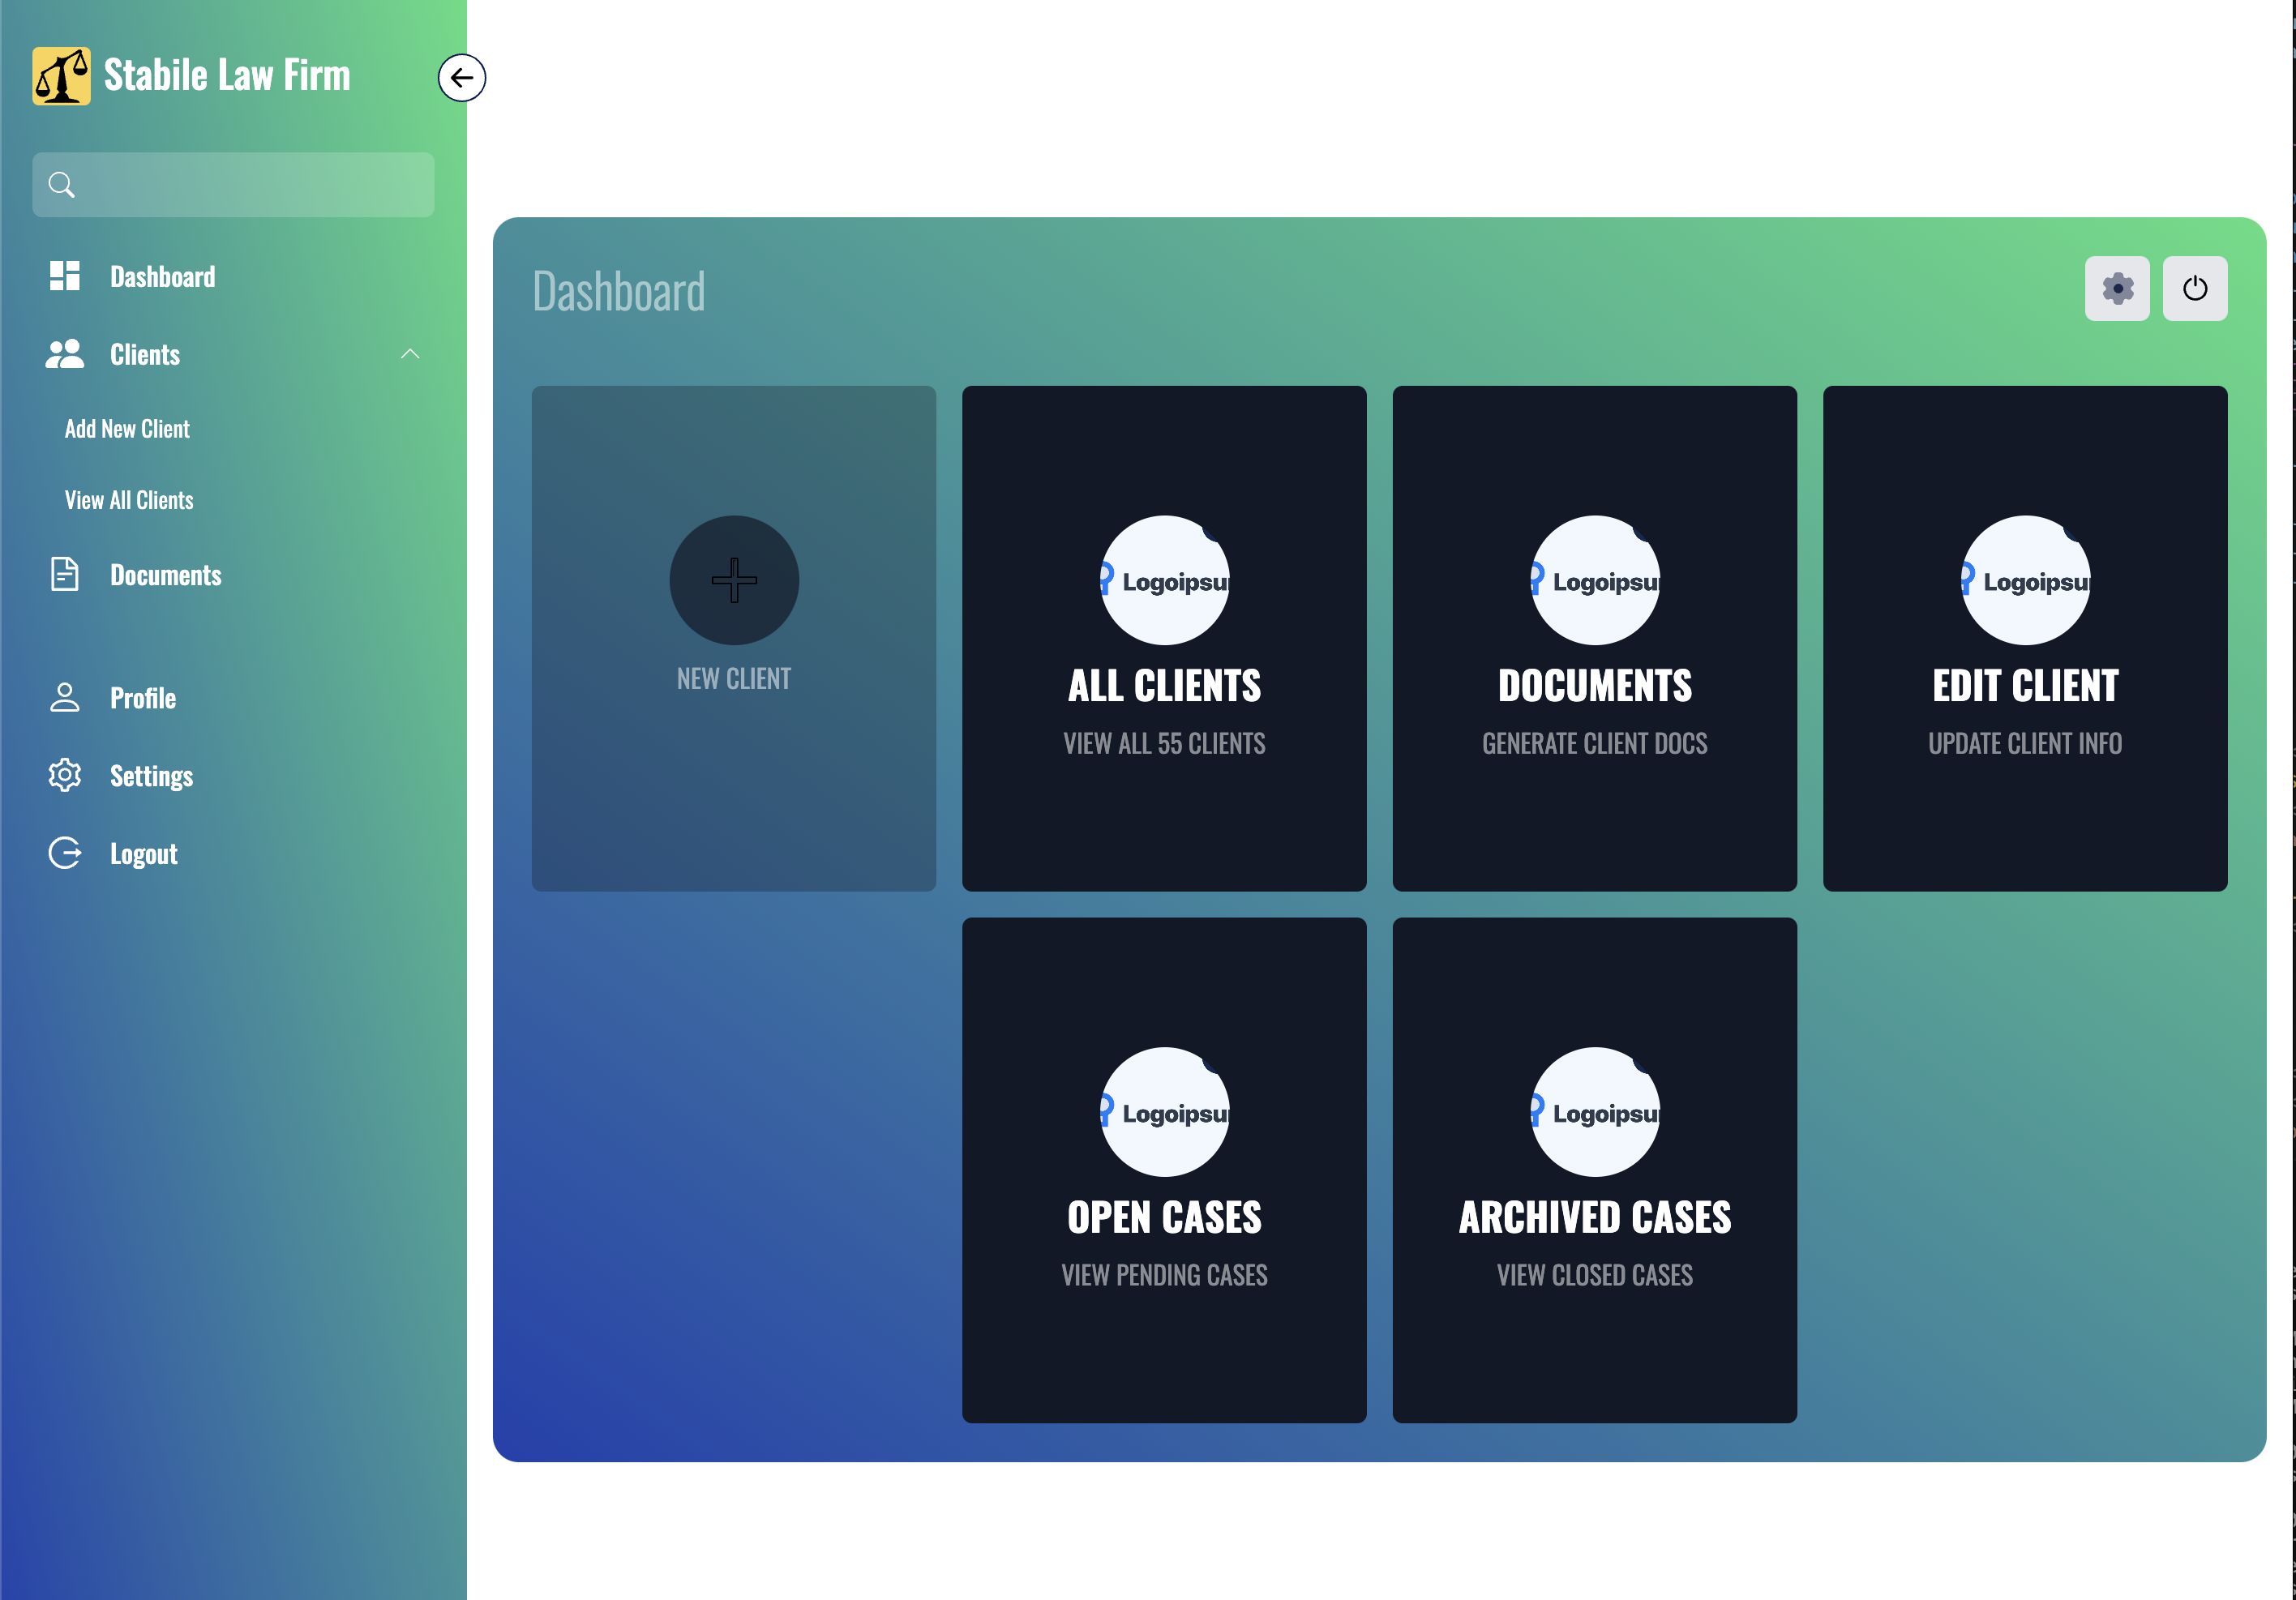 Stabile Law Firm
Dashboard
Clients
Add New Client
View All Clients
Documents
Profile
Settings
Logout
Dashboard
NEW CLIENT
Logoipsu
ALL CLIENTS
VIEW ALL 55 CLIENTS
Logoipsu
DOCUMENTS
GENERATE CLIENT DOCS
Logoipsu
EDIT CLIENT
UPDATE CLIENT INFO
Logoipsu
OPEN CASES
VIEW PENDING CASES
Logoipsu
ARCHIVED CASES
VIEW CLOSED CASES